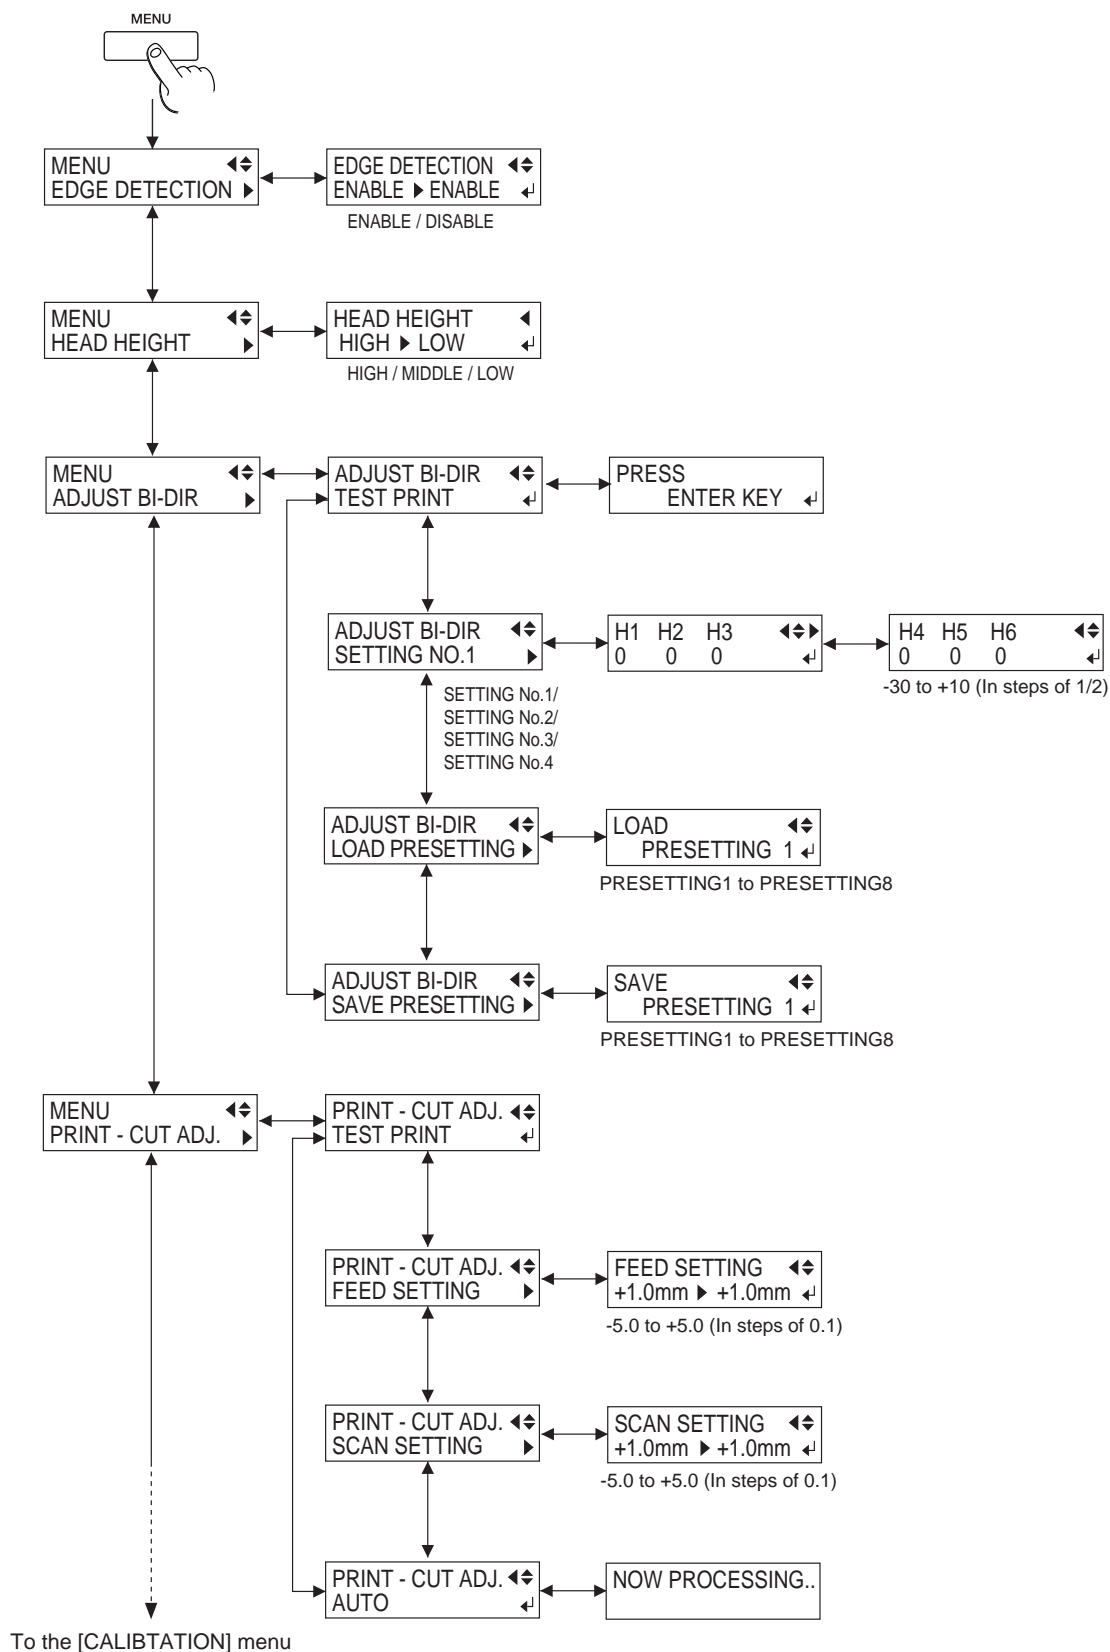 MENU
MENU
EDGE DETECTION
EDGE DETECTION
ENABLE ENABLE
ENABLE / DISABLE
MENU
HEAD HEIGHT
HEAD HEIGHT
HIGH LOW
HIGH / MIDDLE / LOW
MENU
ADJUST BI-DIR
ADJUST BI-DIR
TEST PRINT
PRESS
ENTER KEY
ADJUST BI-DIR
SETTING NO.1
H1 H2 H3
0 0 0
H4 H5 H6
0 0 0
-30 to +10 (In steps of 1/2)
SETTING No.1/
SETTING No.2/
SETTING No.3/
SETTING No.4
ADJUST BI-DIR
LOAD PRESETTING
LOAD
PRESETTING 1
PRESETTING1 to PRESETTING8
ADJUST BI-DIR
SAVE PRESETTING
SAVE
PRESETTING 1
PRESETTING1 to PRESETTING8
MENU
PRINT - CUT ADJ.
PRINT - CUT ADJ.
TEST PRINT
PRINT - CUT ADJ.
FEED SETTING
FEED SETTING
+1.0mm +1.0mm
-5.0 to +5.0 (In steps of 0.1)
PRINT - CUT ADJ.
SCAN SETTING
SCAN SETTING
+1.0mm +1.0mm
-5.0 to +5.0 (In steps of 0.1)
PRINT - CUT ADJ.
AUTO
NOW PROCESSING..
To the [CALIBTATION] menu